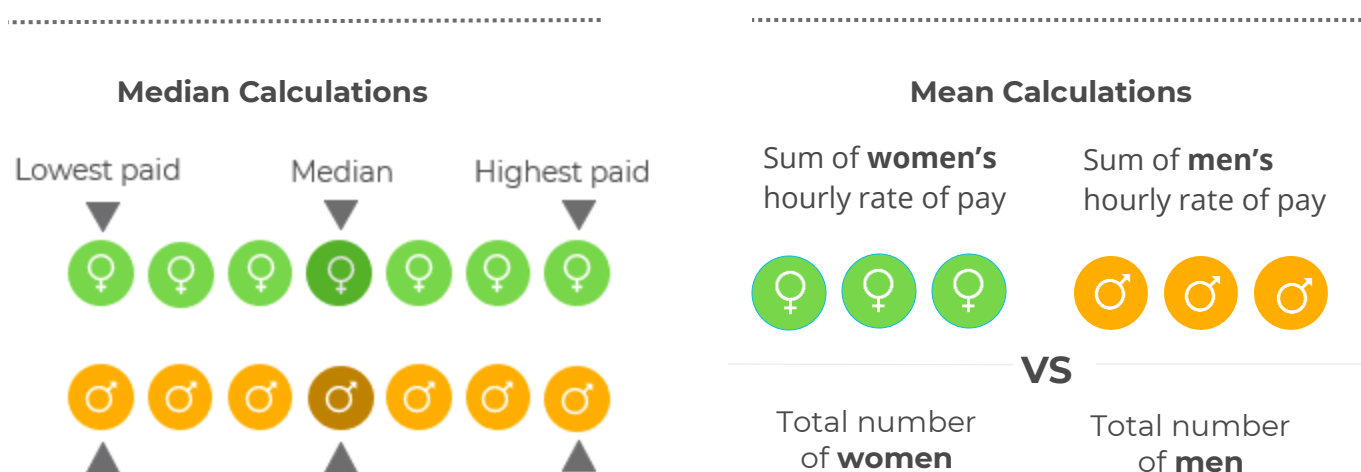 Median Calculations
Lowest paid
Median
Highest paid
Mean Calculations
Sum of women’s
hourly rate of pay
Sum of men’s
hourly rate of pay
VS
Total number
of women
Total number
of men